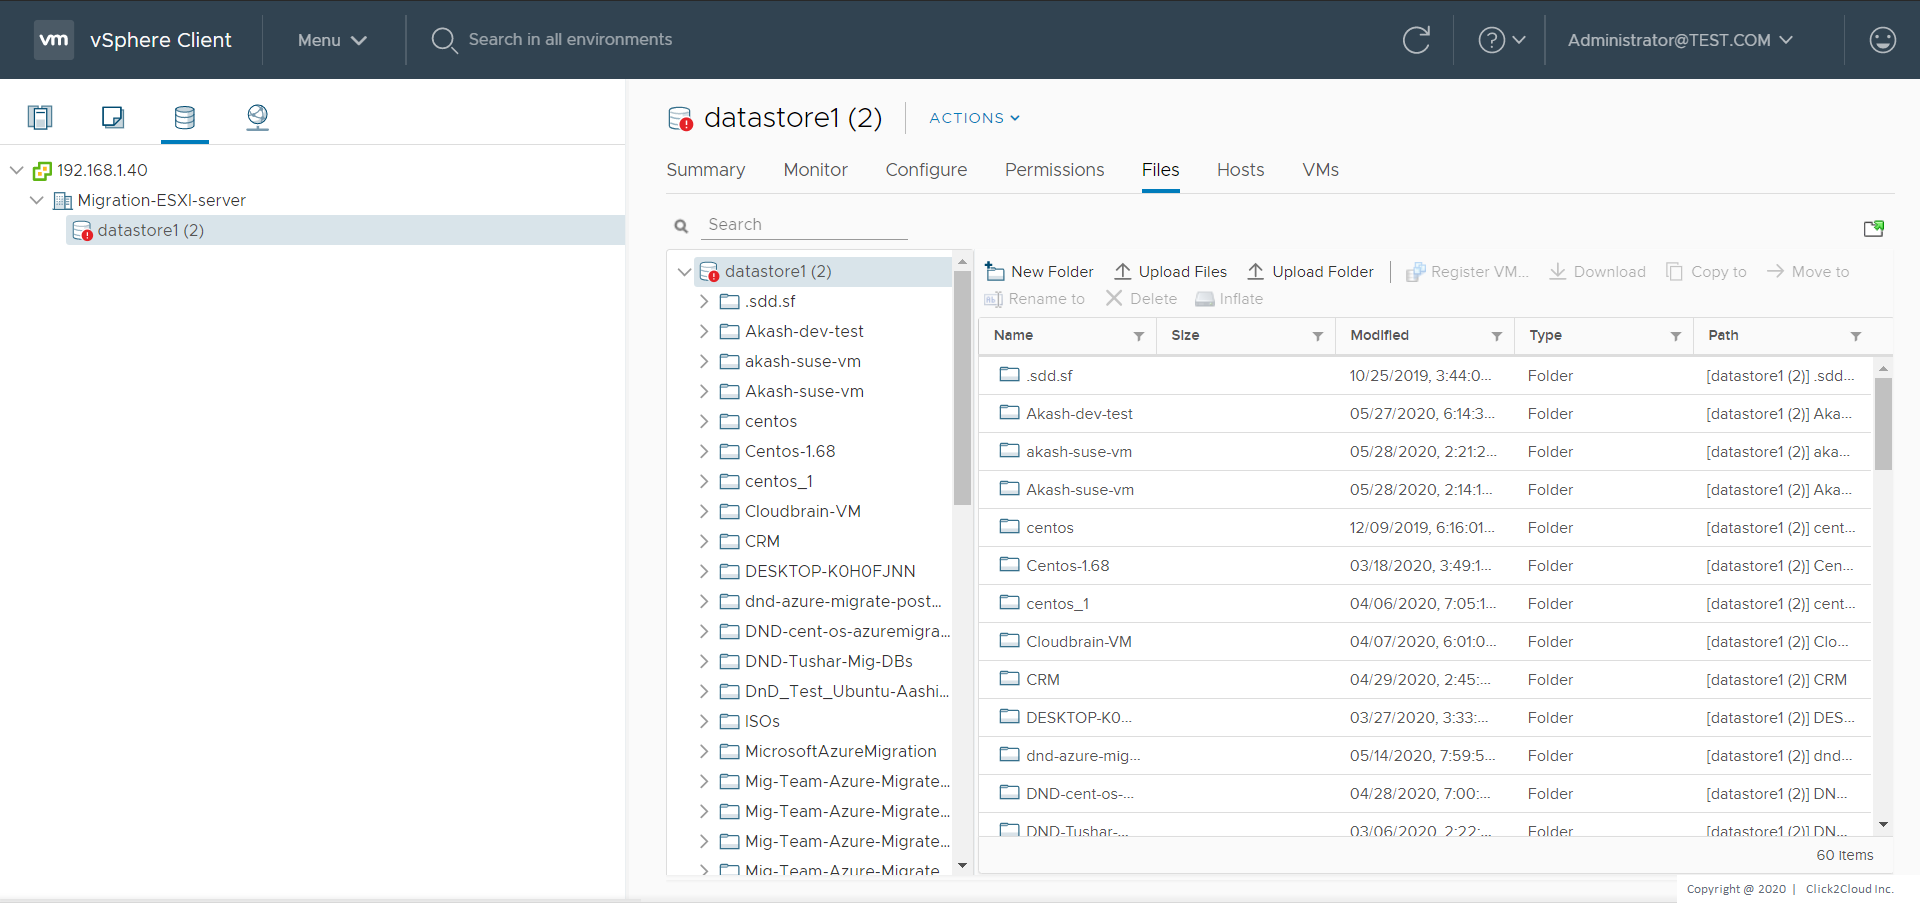 vm vSphere Client Menu Search in all environments ? Administrator@TEST.COM
datastore1 (2) ACTIONS
192.168.1.40
Migration-ESXI-server
datastore1 (2)
Summary Monitor Configure Permissions Files Hosts VMs
Search
datastore1 (2)
.sdd.sf
Akash-dev-test
akash-suse-vm
Akash-suse-vm
centos
Centos-1.68
centos_1
Cloudbrain-VM
CRM
DESKTOP-K0H0FJNN
dnd-azure-migrate-post...
DND-cent-os-azuremigra...
DND-Tushar-Mig-DBs
DnD_Test_Ubuntu-Aashi...
ISOs
MicrosoftAzureMigration
Mig-Team-Azure-Migrate...
Mig-Team-Azure-Migrate...
Mig-Team-Azure-Migrate...
Mig-Team-Azure-Migrate...
New Folder Upload Files Upload Folder Register VM... Download Copy to Move to
Rename to Delete Inflate
Name Size Modified Type Path
.sdd.sf 10/25/2019, 3:44:0... Folder [datastore1 (2)] .sdd...
Akash-dev-test 05/27/2020, 6:14:3... Folder [datastore1 (2)] Aka...
akash-suse-vm 05/28/2020, 2:21:2... Folder [datastore1 (2)] aka...
Akash-suse-vm 05/28/2020, 2:14:1... Folder [datastore1 (2)] Aka...
centos 12/09/2019, 6:16:01... Folder [datastore1 (2)] cent...
Centos-1.68 03/18/2020, 3:49:1... Folder [datastore1 (2)] Cen...
centos_1 04/06/2020, 7:05:1... Folder [datastore1 (2)] cent...
Cloudbrain-VM 04/07/2020, 6:01:0... Folder [datastore1 (2)] Clo...
CRM 04/29/2020, 2:45:... Folder [datastore1 (2)] CRM
DESKTOP-K0... 03/27/2020, 3:33:... Folder [datastore1 (2)] DES...
dnd-azure-mig... 05/14/2020, 7:59:5... Folder [datastore1 (2)] dnd...
DND-cent-os-... 04/28/2020, 7:00:... Folder [datastore1 (2)] DN...
DND-Tushar-... 03/06/2020, 2:22:... Folder [datastore1 (2)] DN...
60 items
Copyright @ 2020 | Click2Cloud Inc.